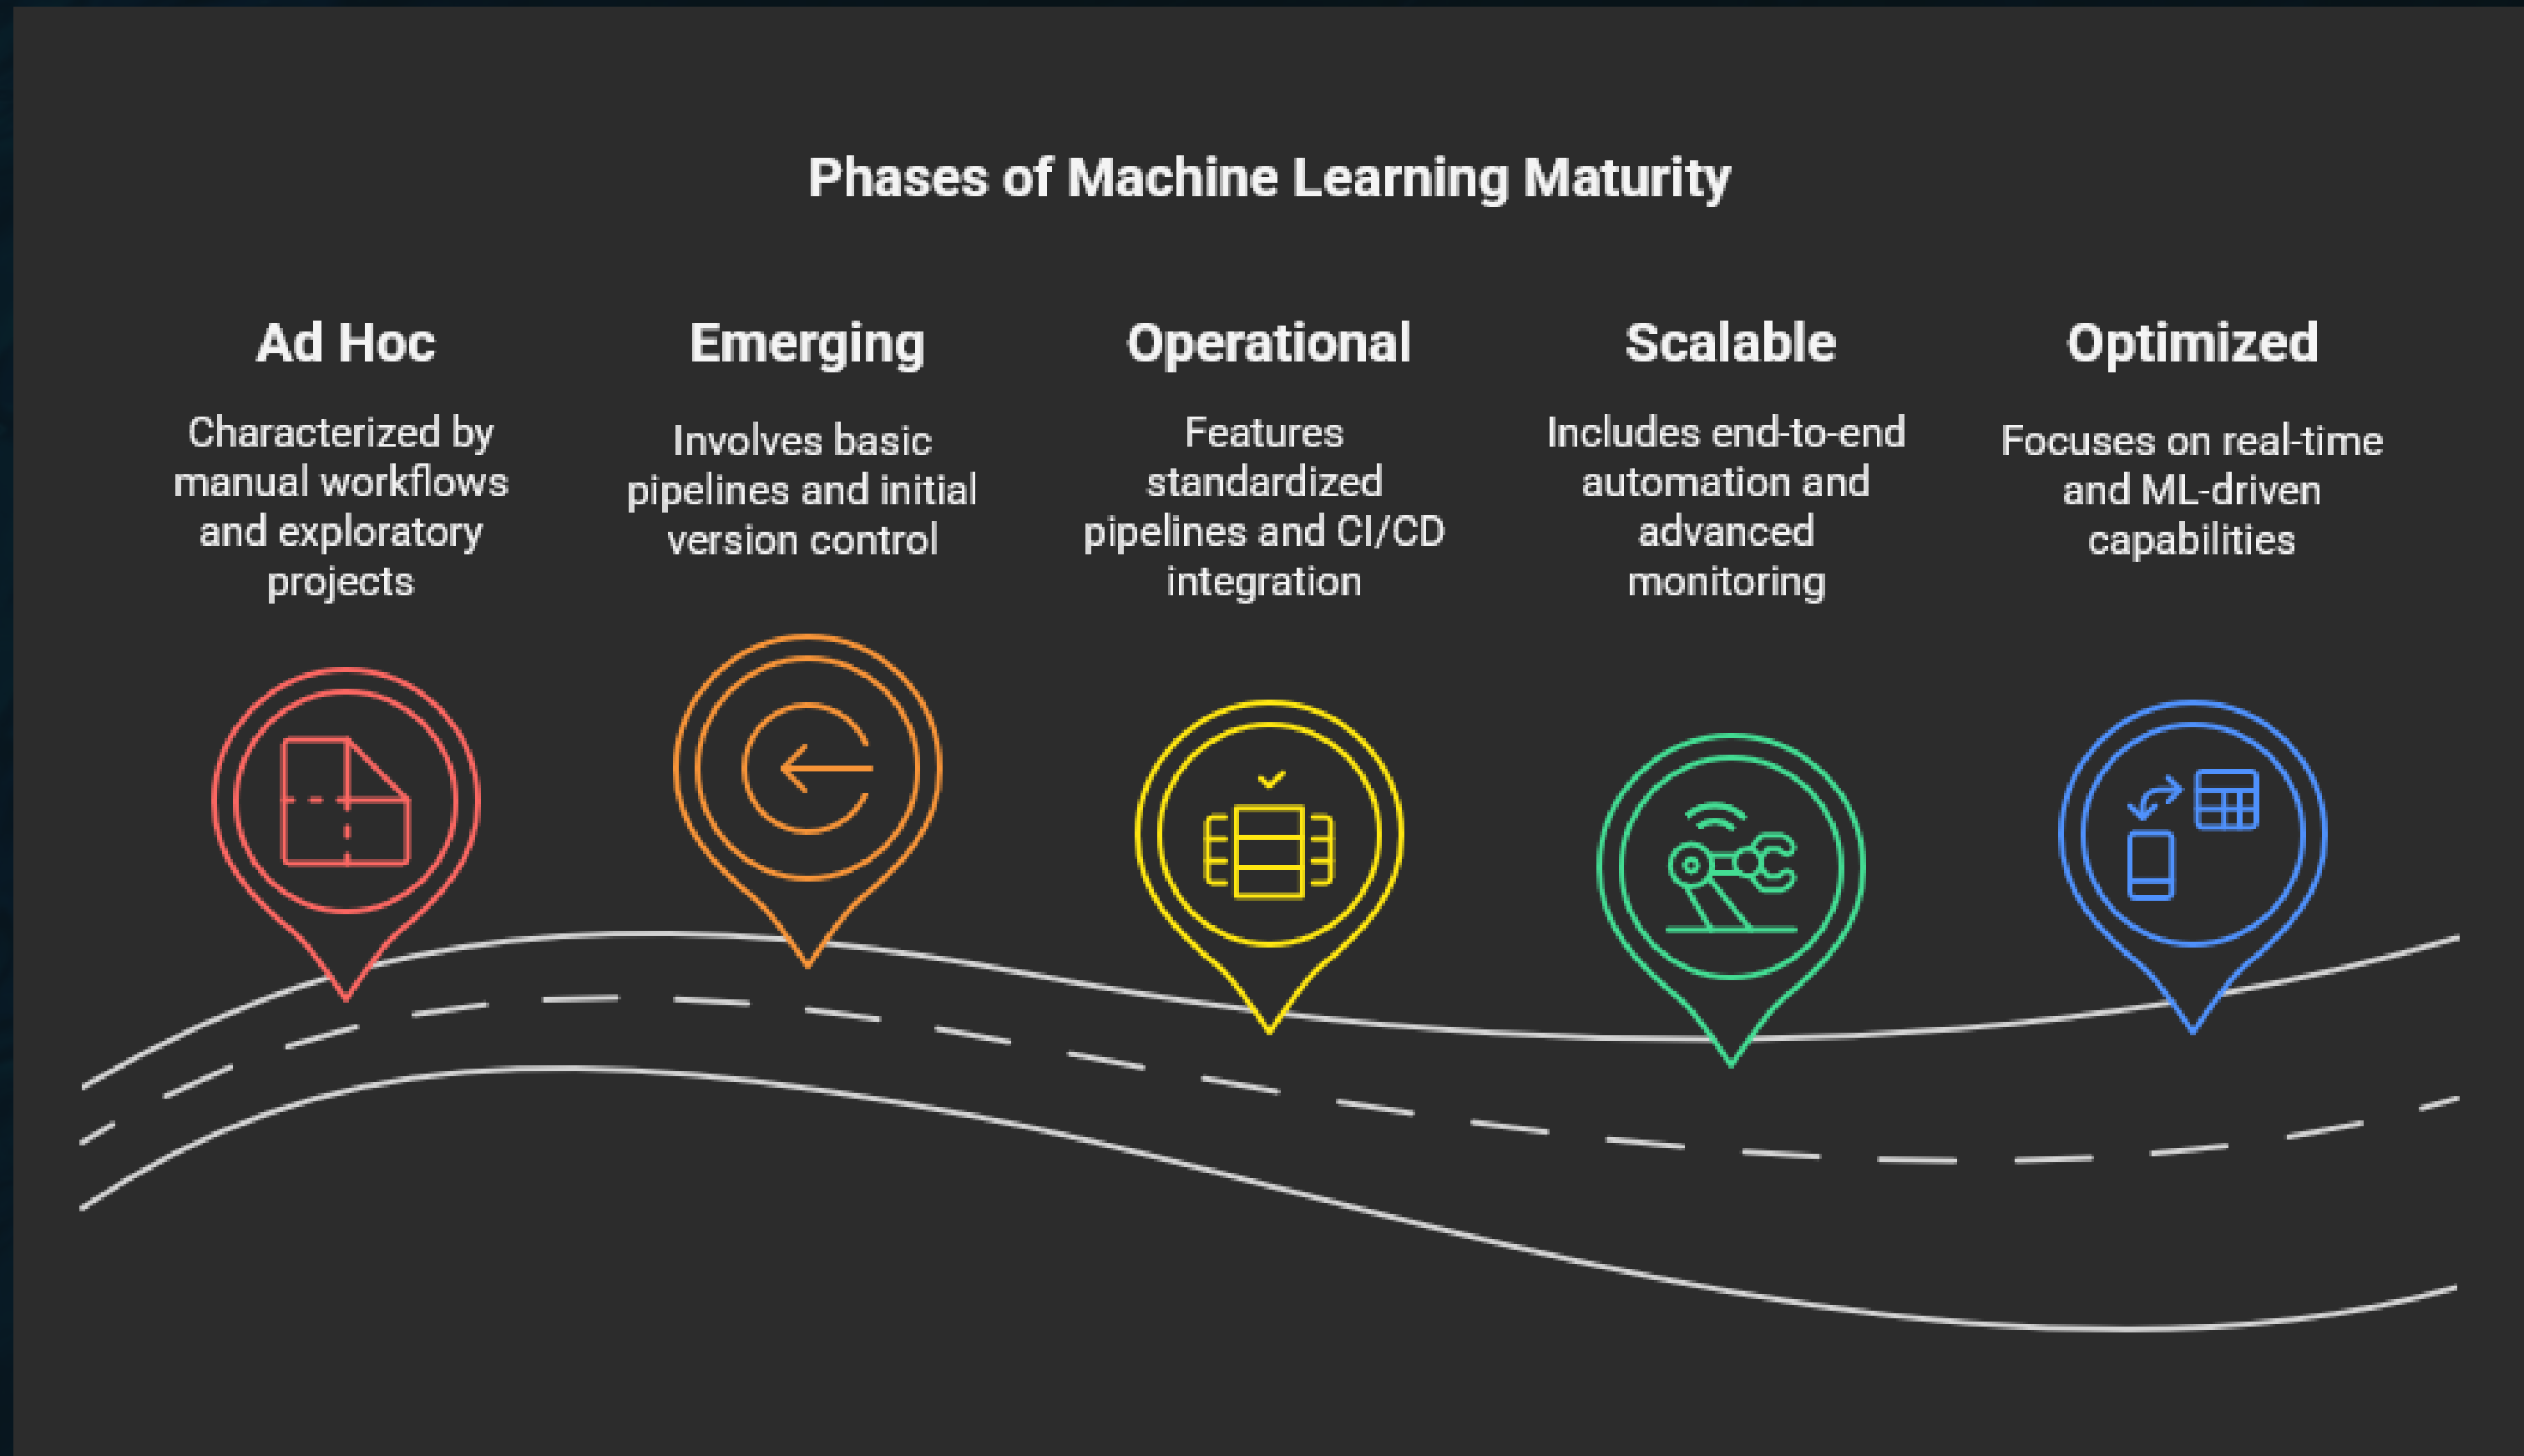 Phases of Machine Learning Maturity
Ad Hoc
Characterized by
manual workflows
and exploratory
projects
Emerging
Involves basic
pipelines and initial
version control
Operational
Features
standardized
pipelines and CI/CD
integration
Scalable
Includes end-to-end
automation and
advanced
monitoring
Optimized
Focuses on real-time
and ML-driven
capabilities